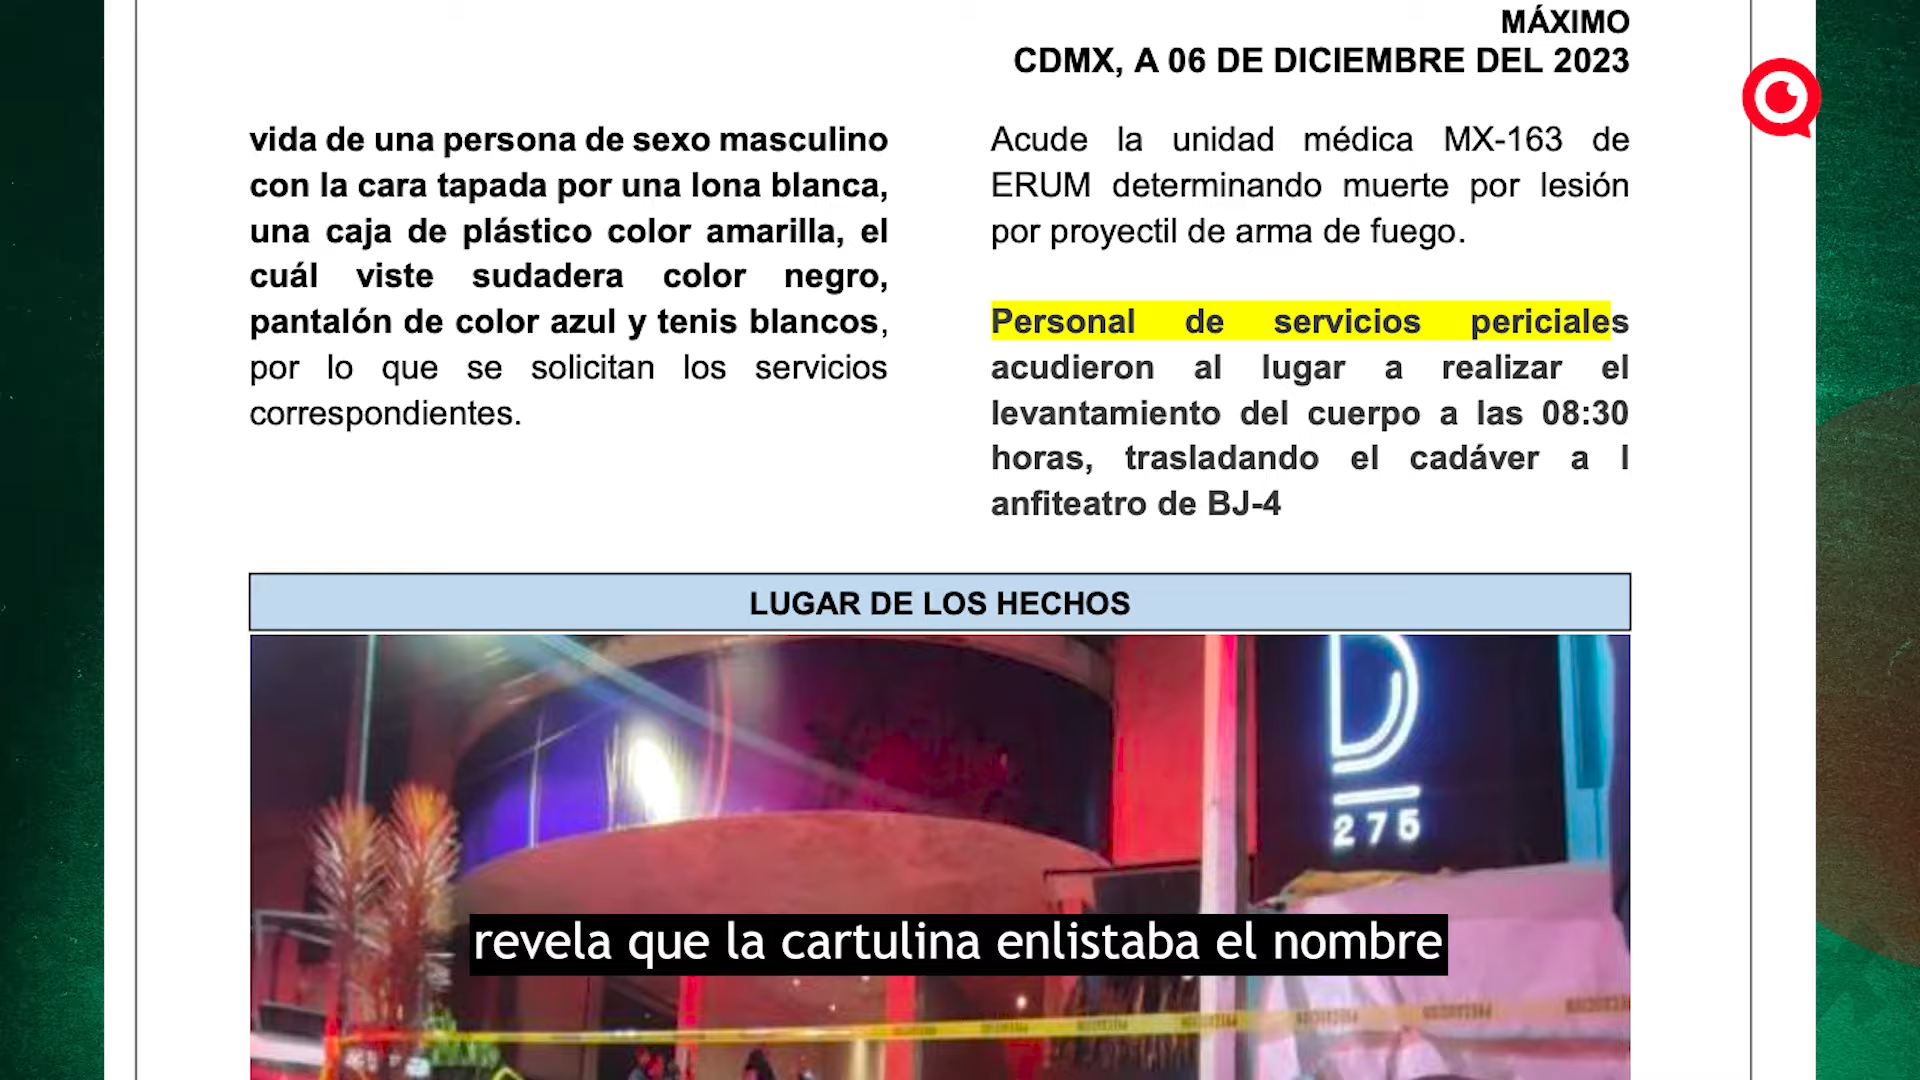 MÁXIMO
CDMX, A 06 DE DICIEMBRE DEL 2023
vida de una persona de sexo masculino
con la cara tapada por una lona blanca,
una caja de plástico color amarilla, el
cuál viste sudadera color negro,
pantalón de color azul y tenis blancos,
por lo que se solicitan los servicios
correspondientes.
Acude la unidad médica MX-163 de
ERUM determinando muerte por lesión
por proyectil de arma de fuego.
Personal de servicios periciales
acudieron al lugar a realizar el
levantamiento del cuerpo a las 08:30
horas, trasladando el cadáver a l
anfiteatro de BJ-4
LUGAR DE LOS HECHOS
D
275
revela que la cartulina enlistaba el nombre